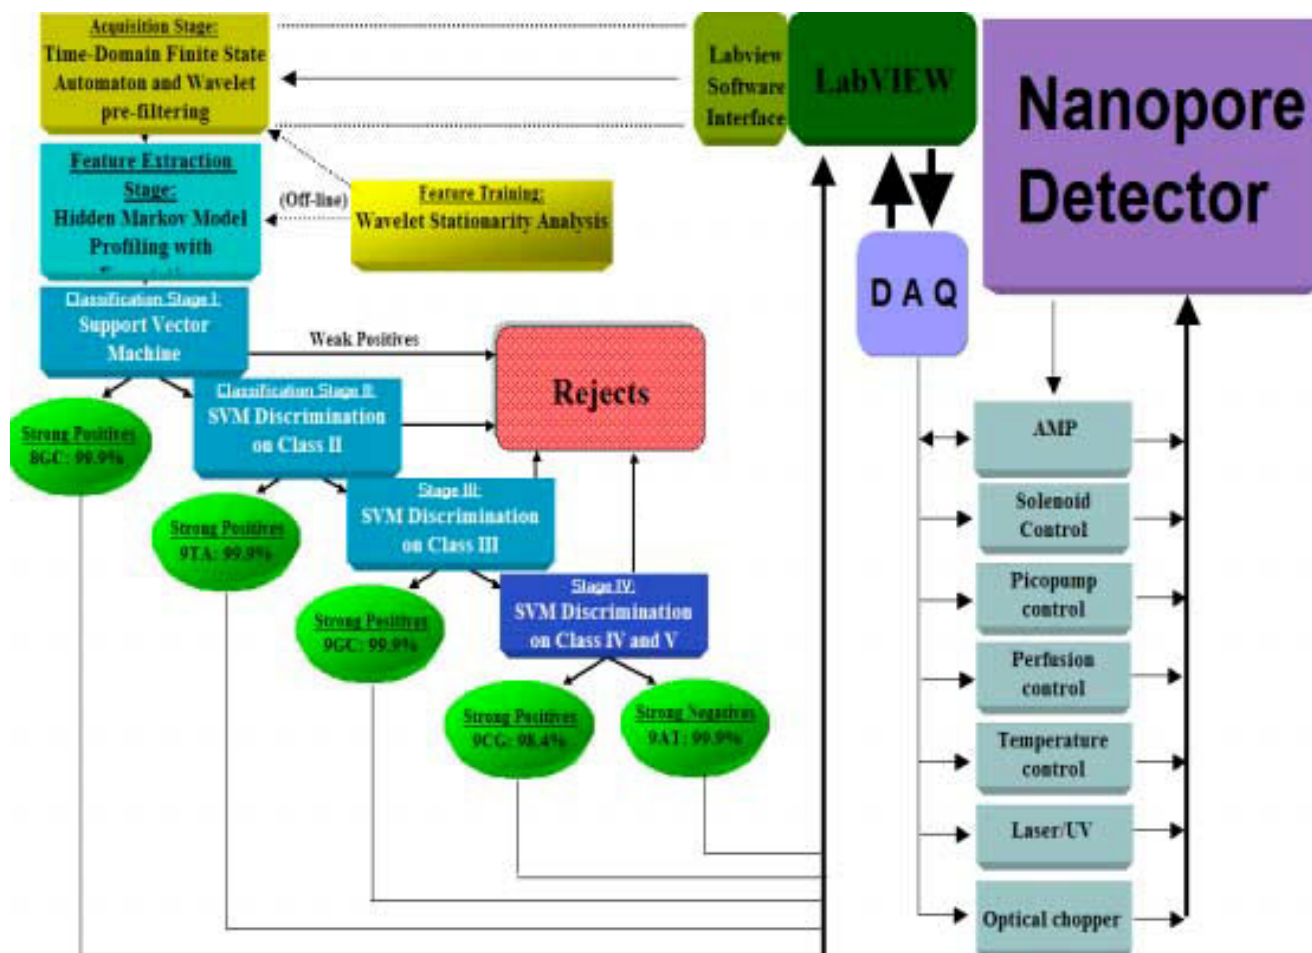 Acquisition Stage:
Time-Domain Finite State
Automaton and Wavelet
pre-filtering
Labview
Software
Interface
LabVIEW
Nanopore
Detector
Feature Extraction
Stage:
Hidden Markov Model
Profiling with
(Off-line)
Feature Training:
Wavelet Stationarity Analysis
DAQ
Classification Stage I:
Support Vector
Machine
Weak Positives
Rejects
Classification Stage II:
SVM Discrimination
on Class II
Strong Positives
8GC: 99.9%
Stage III:
SVM Discrimination
on Class III
Strong Positives
9TA: 99.9%
Stage IV:
SVM Discrimination
on Class IV and V
Strong Positives
9GC: 99.9%
Strong Positives
9CG: 98.4%
Strong Negatives
9AT: 99.9%
AMP
Solenoid
Control
Picopump
control
Perfusion
control
Temperature
control
Laser/UV
Optical chopper